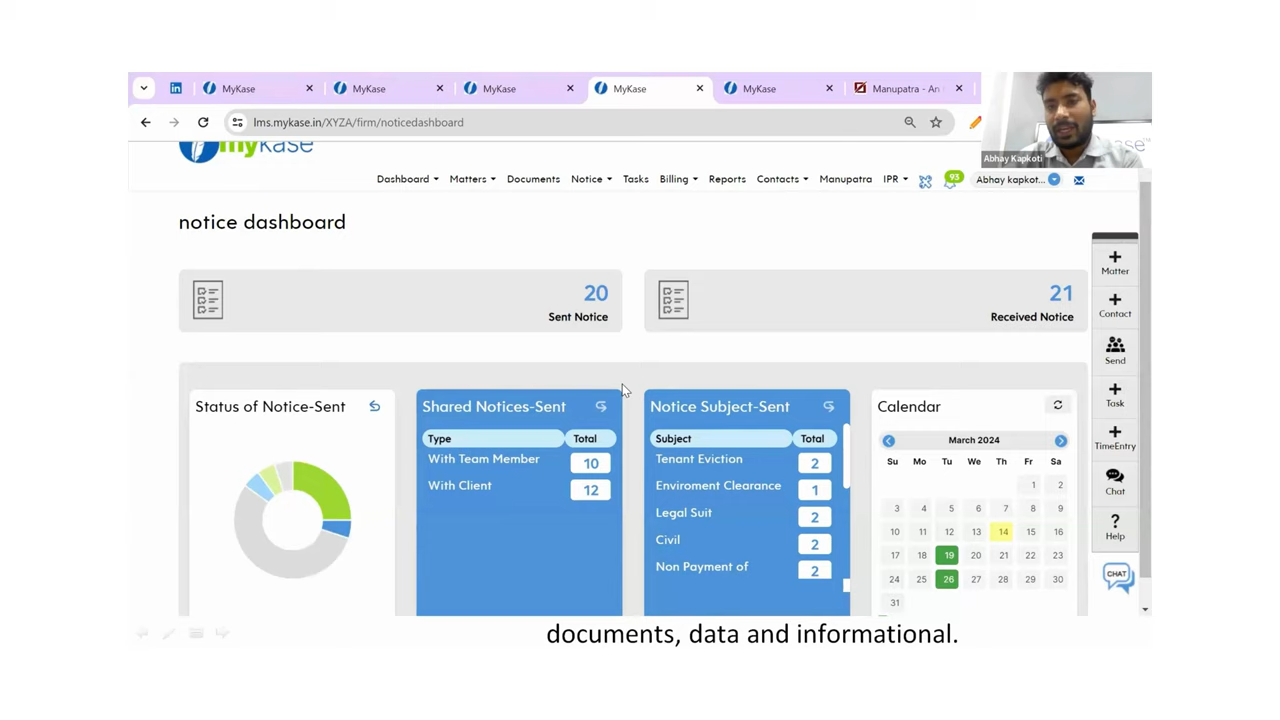 MyKase
MyKase
MyKase
MyKase
MyKase
Manupatra - An
lms.mykase.in/XYZA/firm/noticedashboard
Abhay Kapkoti
mykase
Dashboard
Matters
Documents
Notice
Tasks
Billing
Reports
Contacts
Manupatra
IPR
93
Abhay kapkot...
notice dashboard
20
Sent Notice
21
Received Notice
Status of Notice-Sent
Shared Notices-Sent
Type Total
With Team Member 10
With Client 12
Notice Subject-Sent
Subject Total
Tenant Eviction 2
Enviroment Clearance 1
Legal Suit 2
Civil 2
Non Payment of 2
Calendar
March 2024
Su Mo Tu We Th Fr Sa
1 2
3 4 5 6 7 8 9
10 11 12 13 14 15 16
17 18 19 20 21 22 23
24 25 26 27 28 29 30
31
Matter
Contact
Send
Task
TimeEntry
Chat
?
Help
CHAT
documents, data and informational.